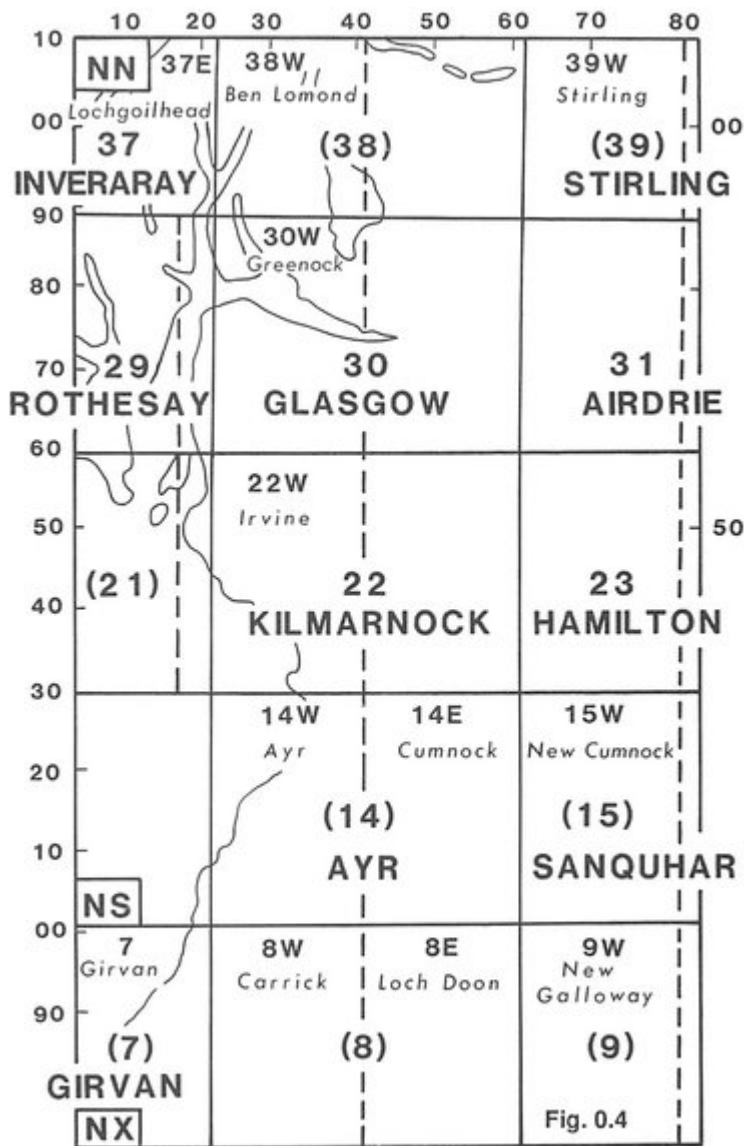 10 20 30 40 50 60 70 80
10
NN 37E 38W 39W
Lochgoilhead Ben Lomond Stirling
00 00
37 (38) (39)
INVERARAY STIRLING
90
30W
Greenock
80
29 30 31
70
ROTHESAY GLASGOW AIRDRIE
60
22W
Irvine
50 50
(21) 22 23
40
KILMARNOCK HAMILTON
30
14W 14E 15W
Ayr Cumnock New Cumnock
20
(14) (15)
10
AYR SANQUHAR
NS
00
7 8W 8E 9W
Girvan Carrick Loch Doon New
Galloway
90
(7) (8) (9)
GIRVAN
NX
Fig. 0.4